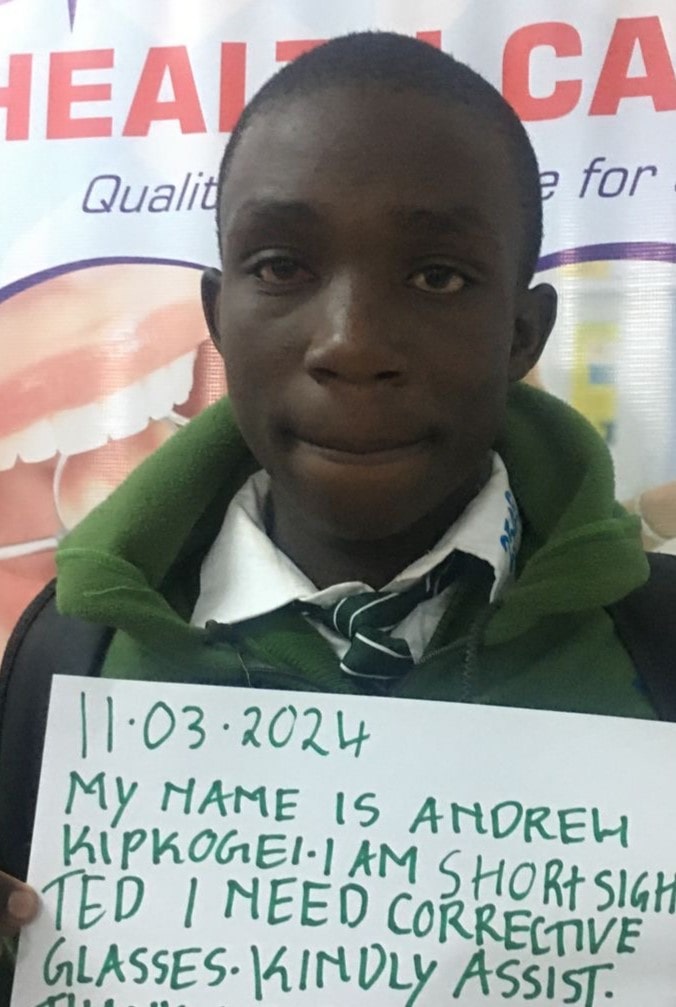 HEAL CA
Qualit e for
11.03.2024
MY NAME IS ANDREW
KIPKOGEI.I AM SHORTSIGH
TED I NEED CORRECTIVE
GLASSES.KINDLY ASSIST.